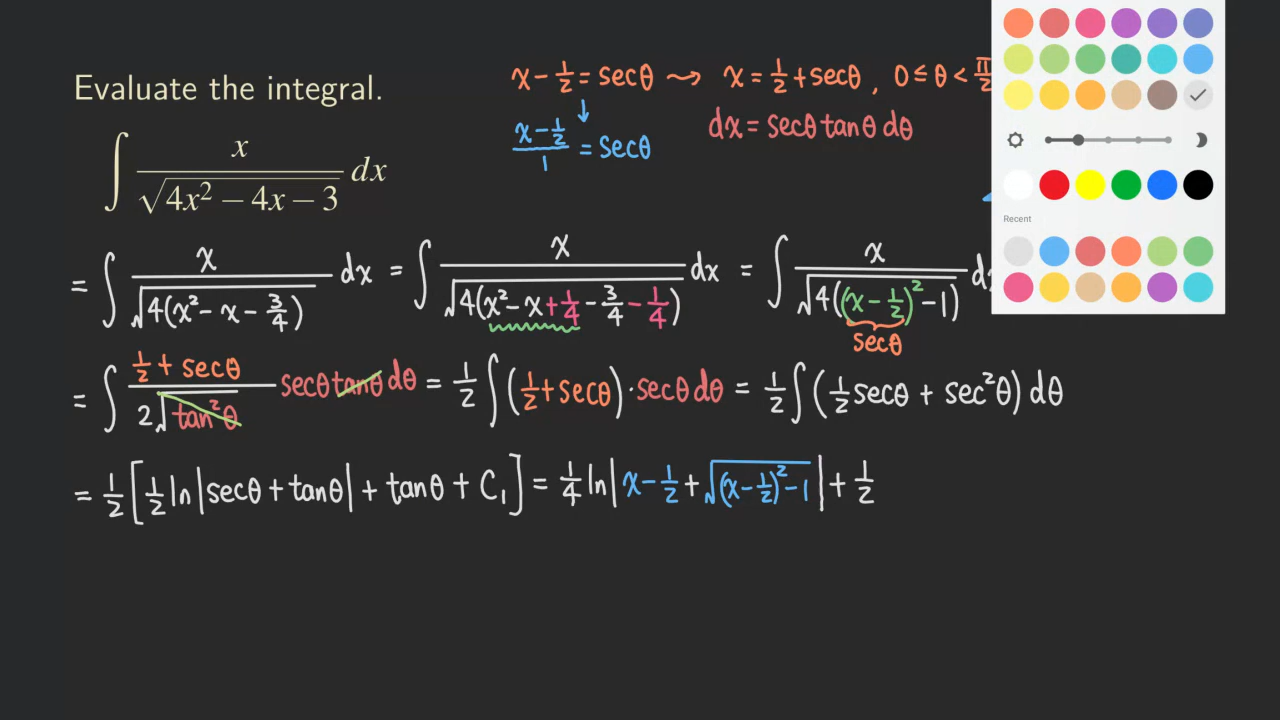 Evaluate the integral.
∫ x / √(4x² − 4x − 3) dx
x − 1/2 = secθ ⇝ x = 1/2 + secθ , 0 ≤ θ < π/2
↓
(x − 1/2)/1 = secθ
dx = secθ tanθ dθ
= ∫ x / √(4(x² − x − 3/4)) dx = ∫ x / √(4(x² − x + 1/4 − 3/4 − 1/4)) dx = ∫ x / √(4((x − 1/2)² − 1)) dx
secθ
= ∫ (1/2 + secθ) / (2√(tan²θ)) secθ tanθ dθ = 1/2 ∫ (1/2 + secθ) · secθ dθ = 1/2 ∫ (1/2 secθ + sec²θ) dθ
= 1/2 [1/2 ln|secθ + tanθ| + tanθ + C₁] = 1/4 ln|x − 1/2 + √((x − 1/2)² − 1)| + 1/2
Recent